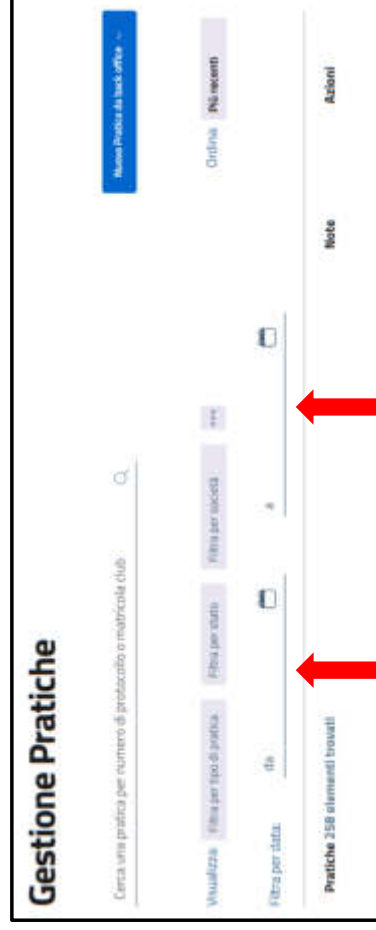 Gestione Pratiche
Cerca una pratica per numero di protocollo o matricola club
Nuova Pratica da back office
Visualizza Filtra per tipo di pratica Filtra per stato Filtra per società *** Ordina Più recenti
Filtra per data: da a
Pratiche 258 elementi trovati Note Azioni